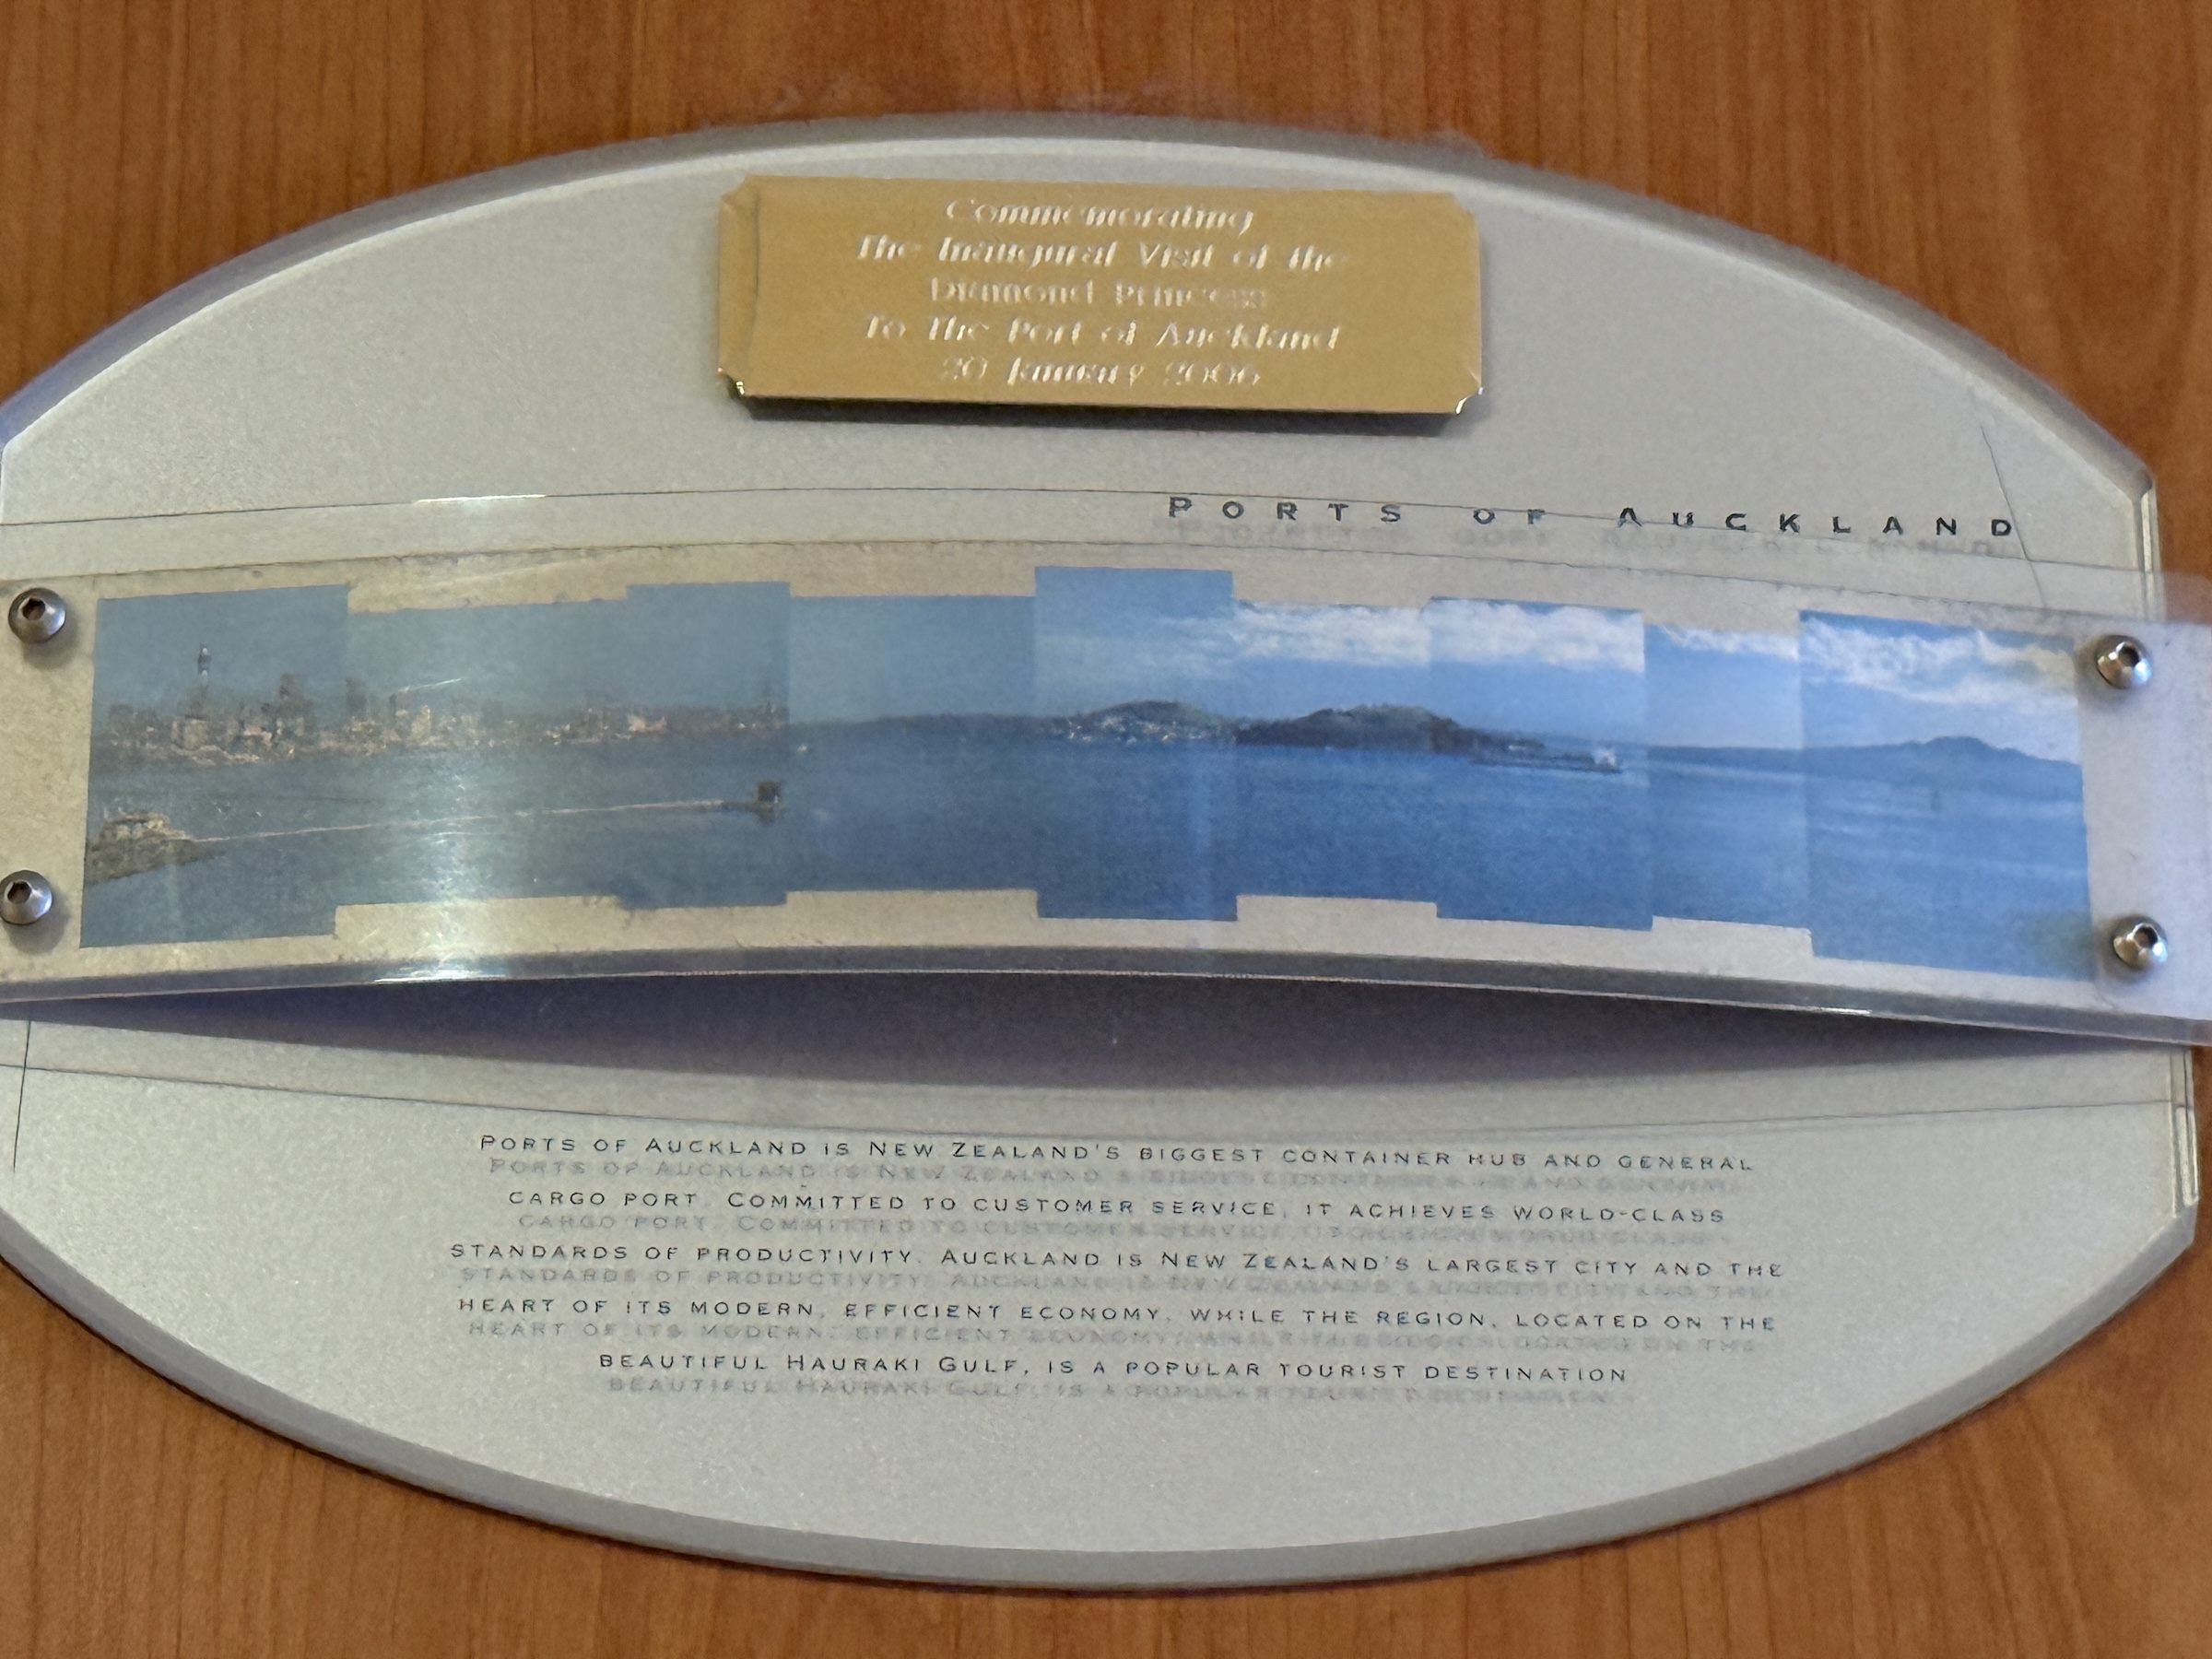 Commemorating
The Inaugural Visit of the
Diamond Princess
To The Port of Auckland
20 January 2006
PORTS OF AUCKLAND
PORTS OF AUCKLAND IS NEW ZEALAND'S BIGGEST CONTAINER HUB AND GENERAL
CARGO PORT. COMMITTED TO CUSTOMER SERVICE, IT ACHIEVES WORLD-CLASS
STANDARDS OF PRODUCTIVITY. AUCKLAND IS NEW ZEALAND'S LARGEST CITY AND THE
HEART OF ITS MODERN, EFFICIENT ECONOMY. WHILE THE REGION, LOCATED ON THE
BEAUTIFUL HAURAKI GULF, IS A POPULAR TOURIST DESTINATION